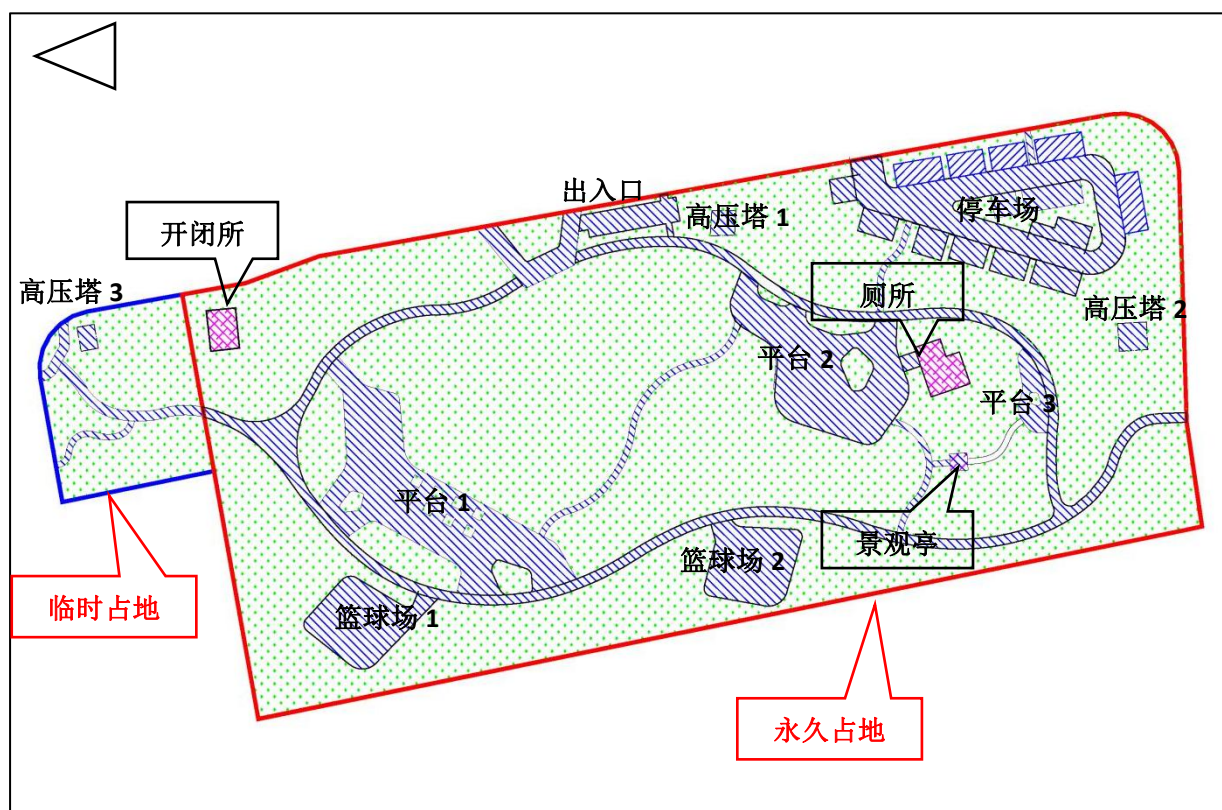 出入口
高压塔 1
停车场
开闭所
高压塔 3
厕所
高压塔 2
平台 2
平台 3
平台 1
景观亭
篮球场 2
篮球场 1
临时占地
永久占地